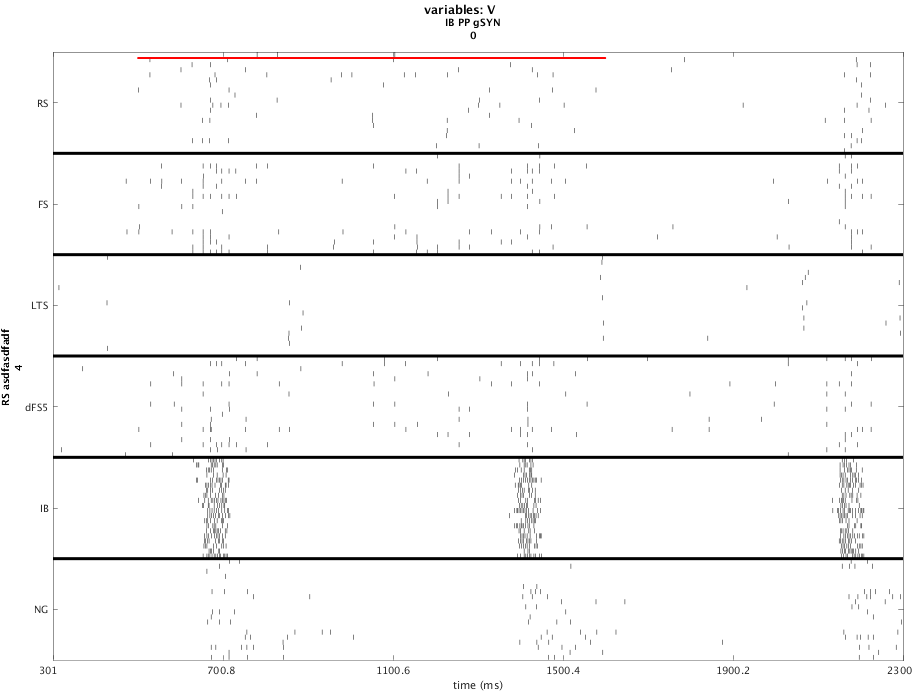 variables: V
IB PP gSYN
0
RS
FS
LTS
dFS5
IB
NG
RS asdfasdfadf
4
301
700.8
1100.6
1500.4
1900.2
2300
time (ms)